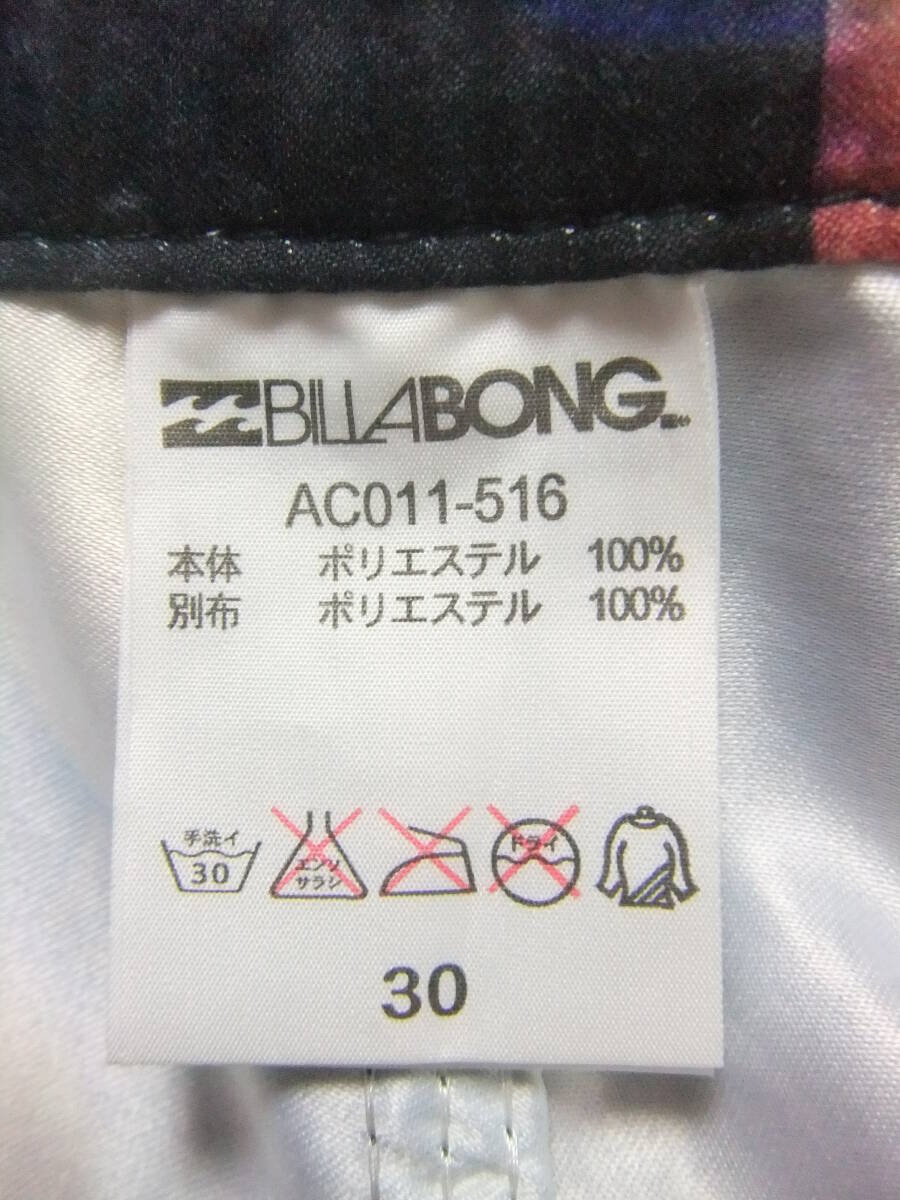 BILLABONG
AC011-516
本体 ポリエステル 100%
別布 ポリエステル 100%
手洗イ 30 エンソ サラシ ドライ
30